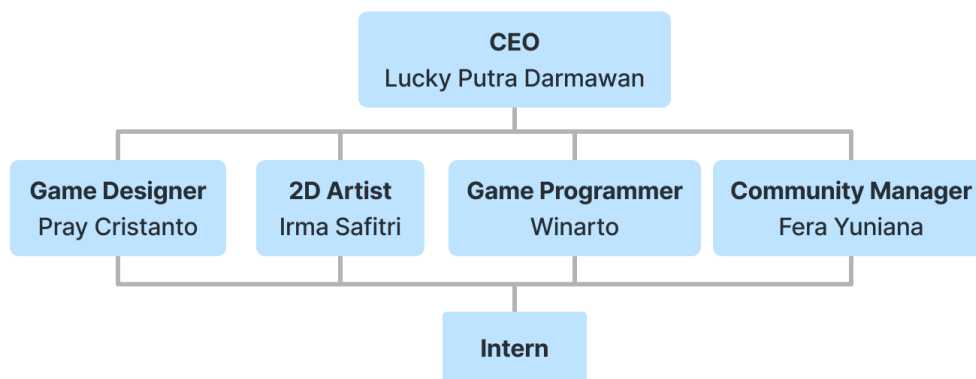 CEO
Lucky Putra Darmawan
Game Designer
Pray Cristanto
2D Artist
Irma Safitri
Game Programmer
Winarto
Community Manager
Fera Yuniana
Intern